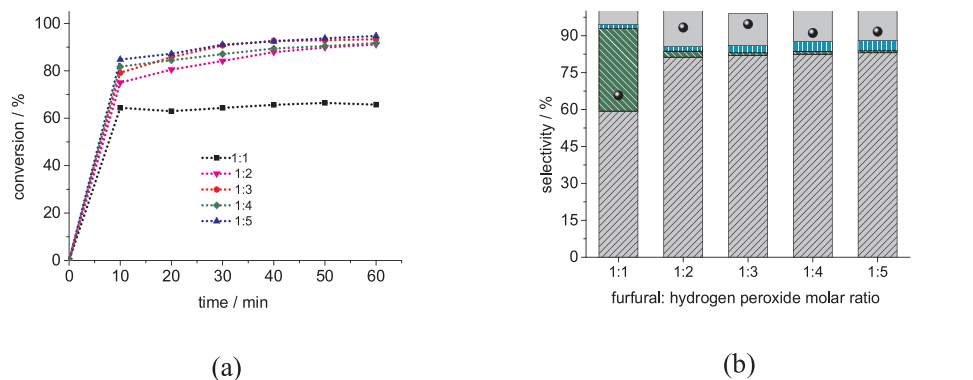 100
80
60
40
20
0
conversion / %
0 10 20 30 40 50 60
time / min
1:1
1:2
1:3
1:4
1:5
(a)
90
75
60
45
30
15
0
selectivity / %
1:1 1:2 1:3 1:4 1:5
furfural: hydrogen peroxide molar ratio
(b)